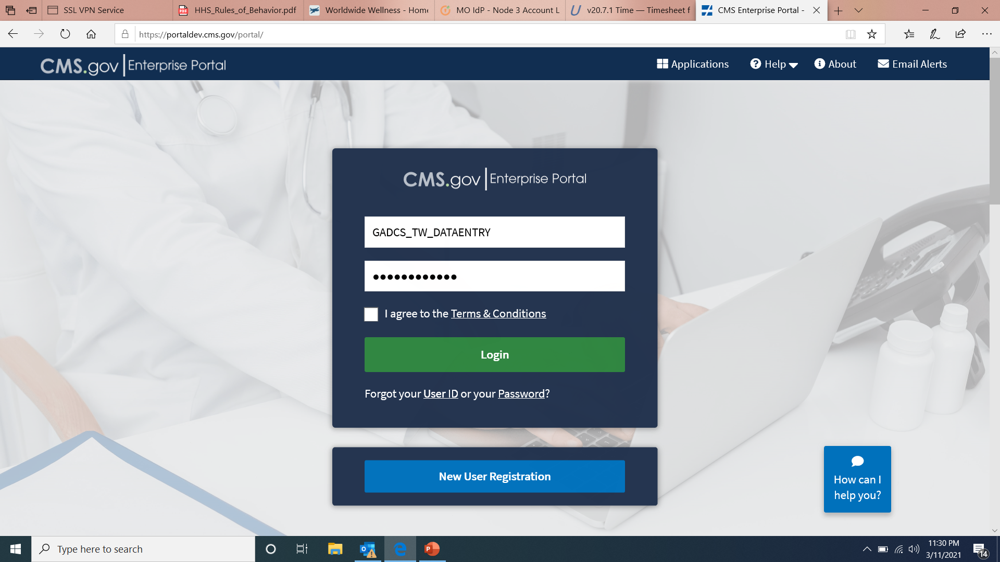 SSL VPN Service
HHS_Rules_of_Behavior.pdf
Worldwide Wellness - Hom
MO IdP - Node 3 Account L
v20.7.1 Time — Timesheet f
CMS Enterprise Portal -
https://portaldev.cms.gov/portal/
CMS.gov Enterprise Portal
Applications
Help
About
Email Alerts
CMS.gov Enterprise Portal
GADCS_TW_DATAENTRY
I agree to the Terms & Conditions
Login
Forgot your User ID or your Password?
New User Registration
How can I
help you?
Type here to search
11:30 PM
3/11/2021
14